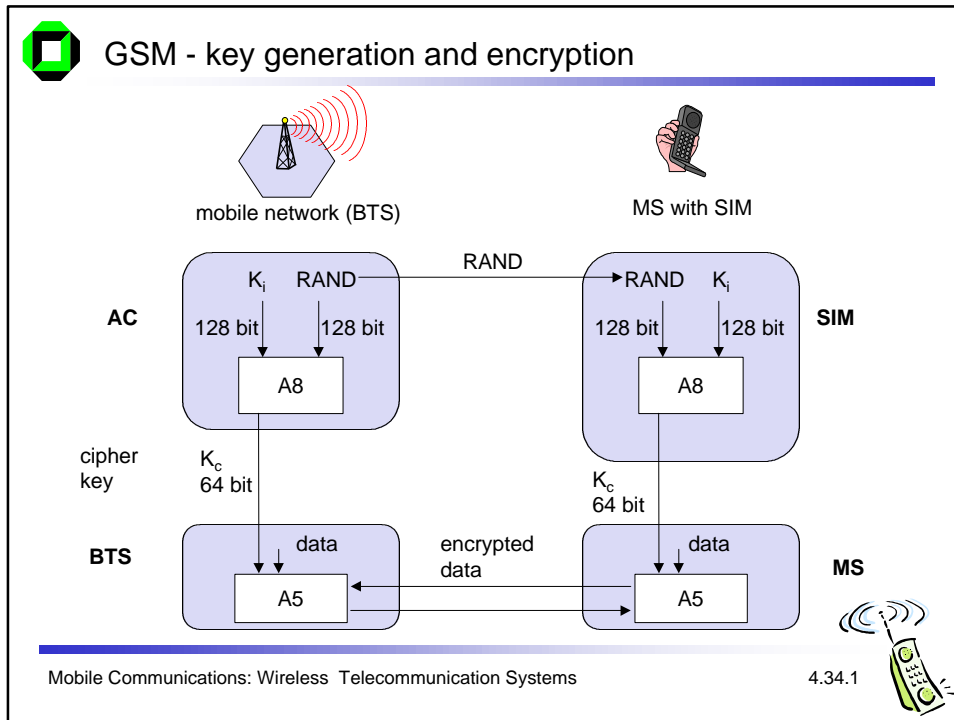 GSM - key generation and encryption
mobile network (BTS)
MS with SIM
RAND
AC
Ki RAND
128 bit 128 bit
A8
RAND Ki
128 bit 128 bit
A8
SIM
cipher
key
Kc
64 bit
Kc
64 bit
BTS
data
A5
encrypted
data
data
A5
MS
Mobile Communications: Wireless Telecommunication Systems
4.34.1